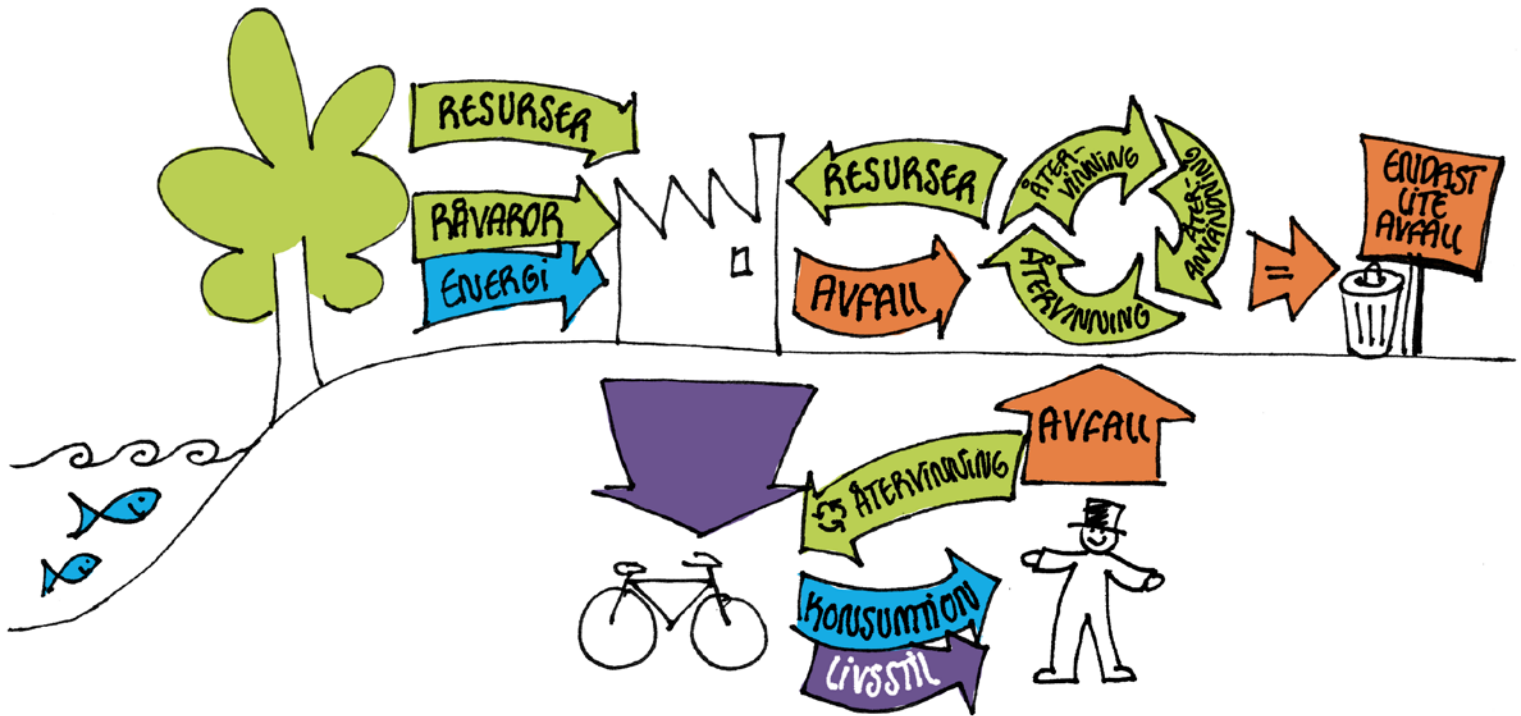 RESURSER
RÅVAROR
ENERGI
RESURSER
AVFALL
ÅTER-
VINNING
ÅTER-
ANVÄNDNING
ÅTERVINNING
=
ENDAST
LITE
AVFALL
AVFALL
ÅTERVINNING
KONSUMTION
LIVSSTIL